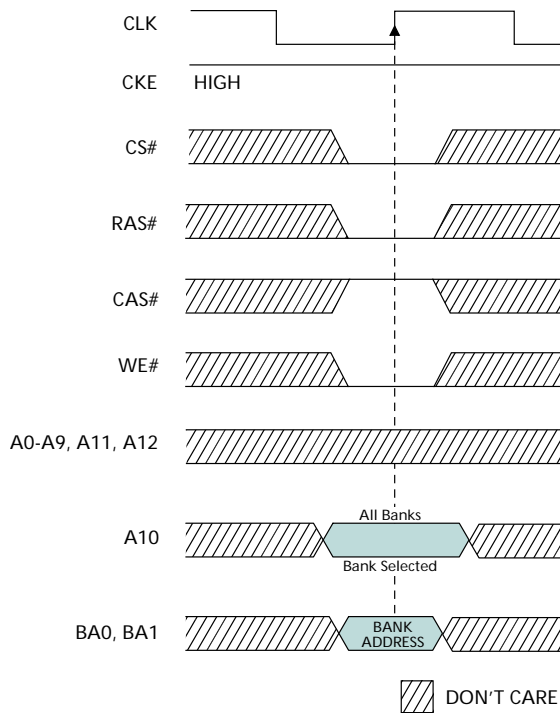 CLK
CKE HIGH
CS#
RAS#
CAS#
WE#
A0-A9, A11, A12
All Banks
A10
Bank Selected
BA0, BA1
BANK
ADDRESS
DON'T CARE